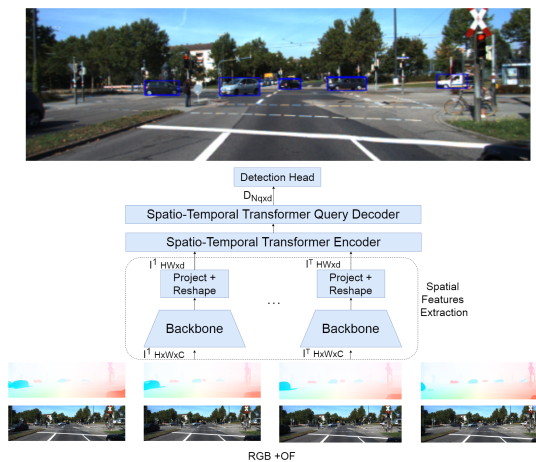 Detection Head
D Nqxd
Spatio-Temporal Transformer Query Decoder
Spatio-Temporal Transformer Encoder
I¹ HWxd
Iᵀ HWxd
Project +
Reshape
...
Project +
Reshape
Spatial
Features
Extraction
Backbone
Backbone
I¹ HxWxC
Iᵀ HxWxC
RGB +OF